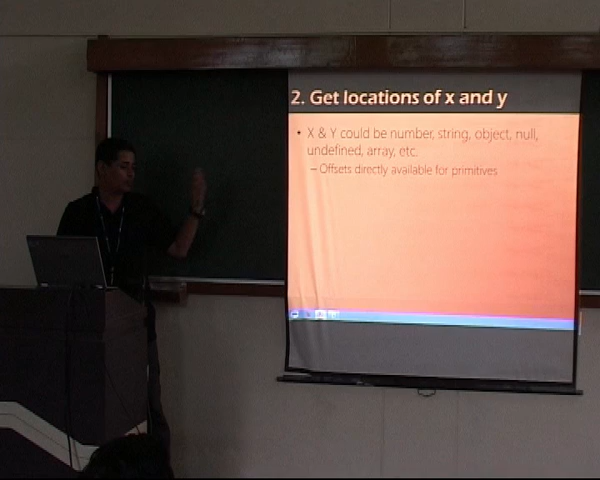 2. Get locations of x and y
• X & Y could be number, string, object, null,
undefined, array, etc.
– Offsets directly available for primitives